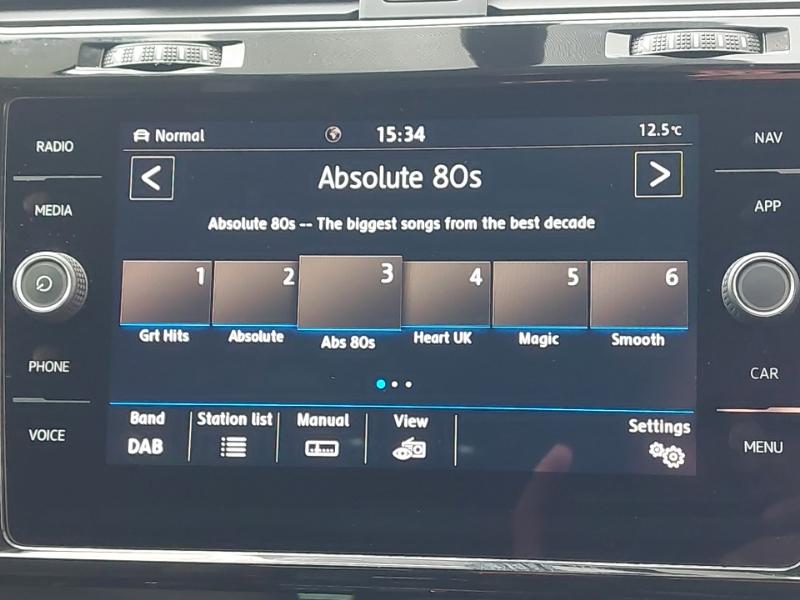 RADIO
MEDIA
PHONE
VOICE
Normal 15:34 12.5°C
< Absolute 80s >
Absolute 80s -- The biggest songs from the best decade
1 2 3 4 5 6
Grt Hits Absolute Abs 80s Heart UK Magic Smooth
Band Station list Manual View Settings
DAB
NAV
APP
CAR
MENU